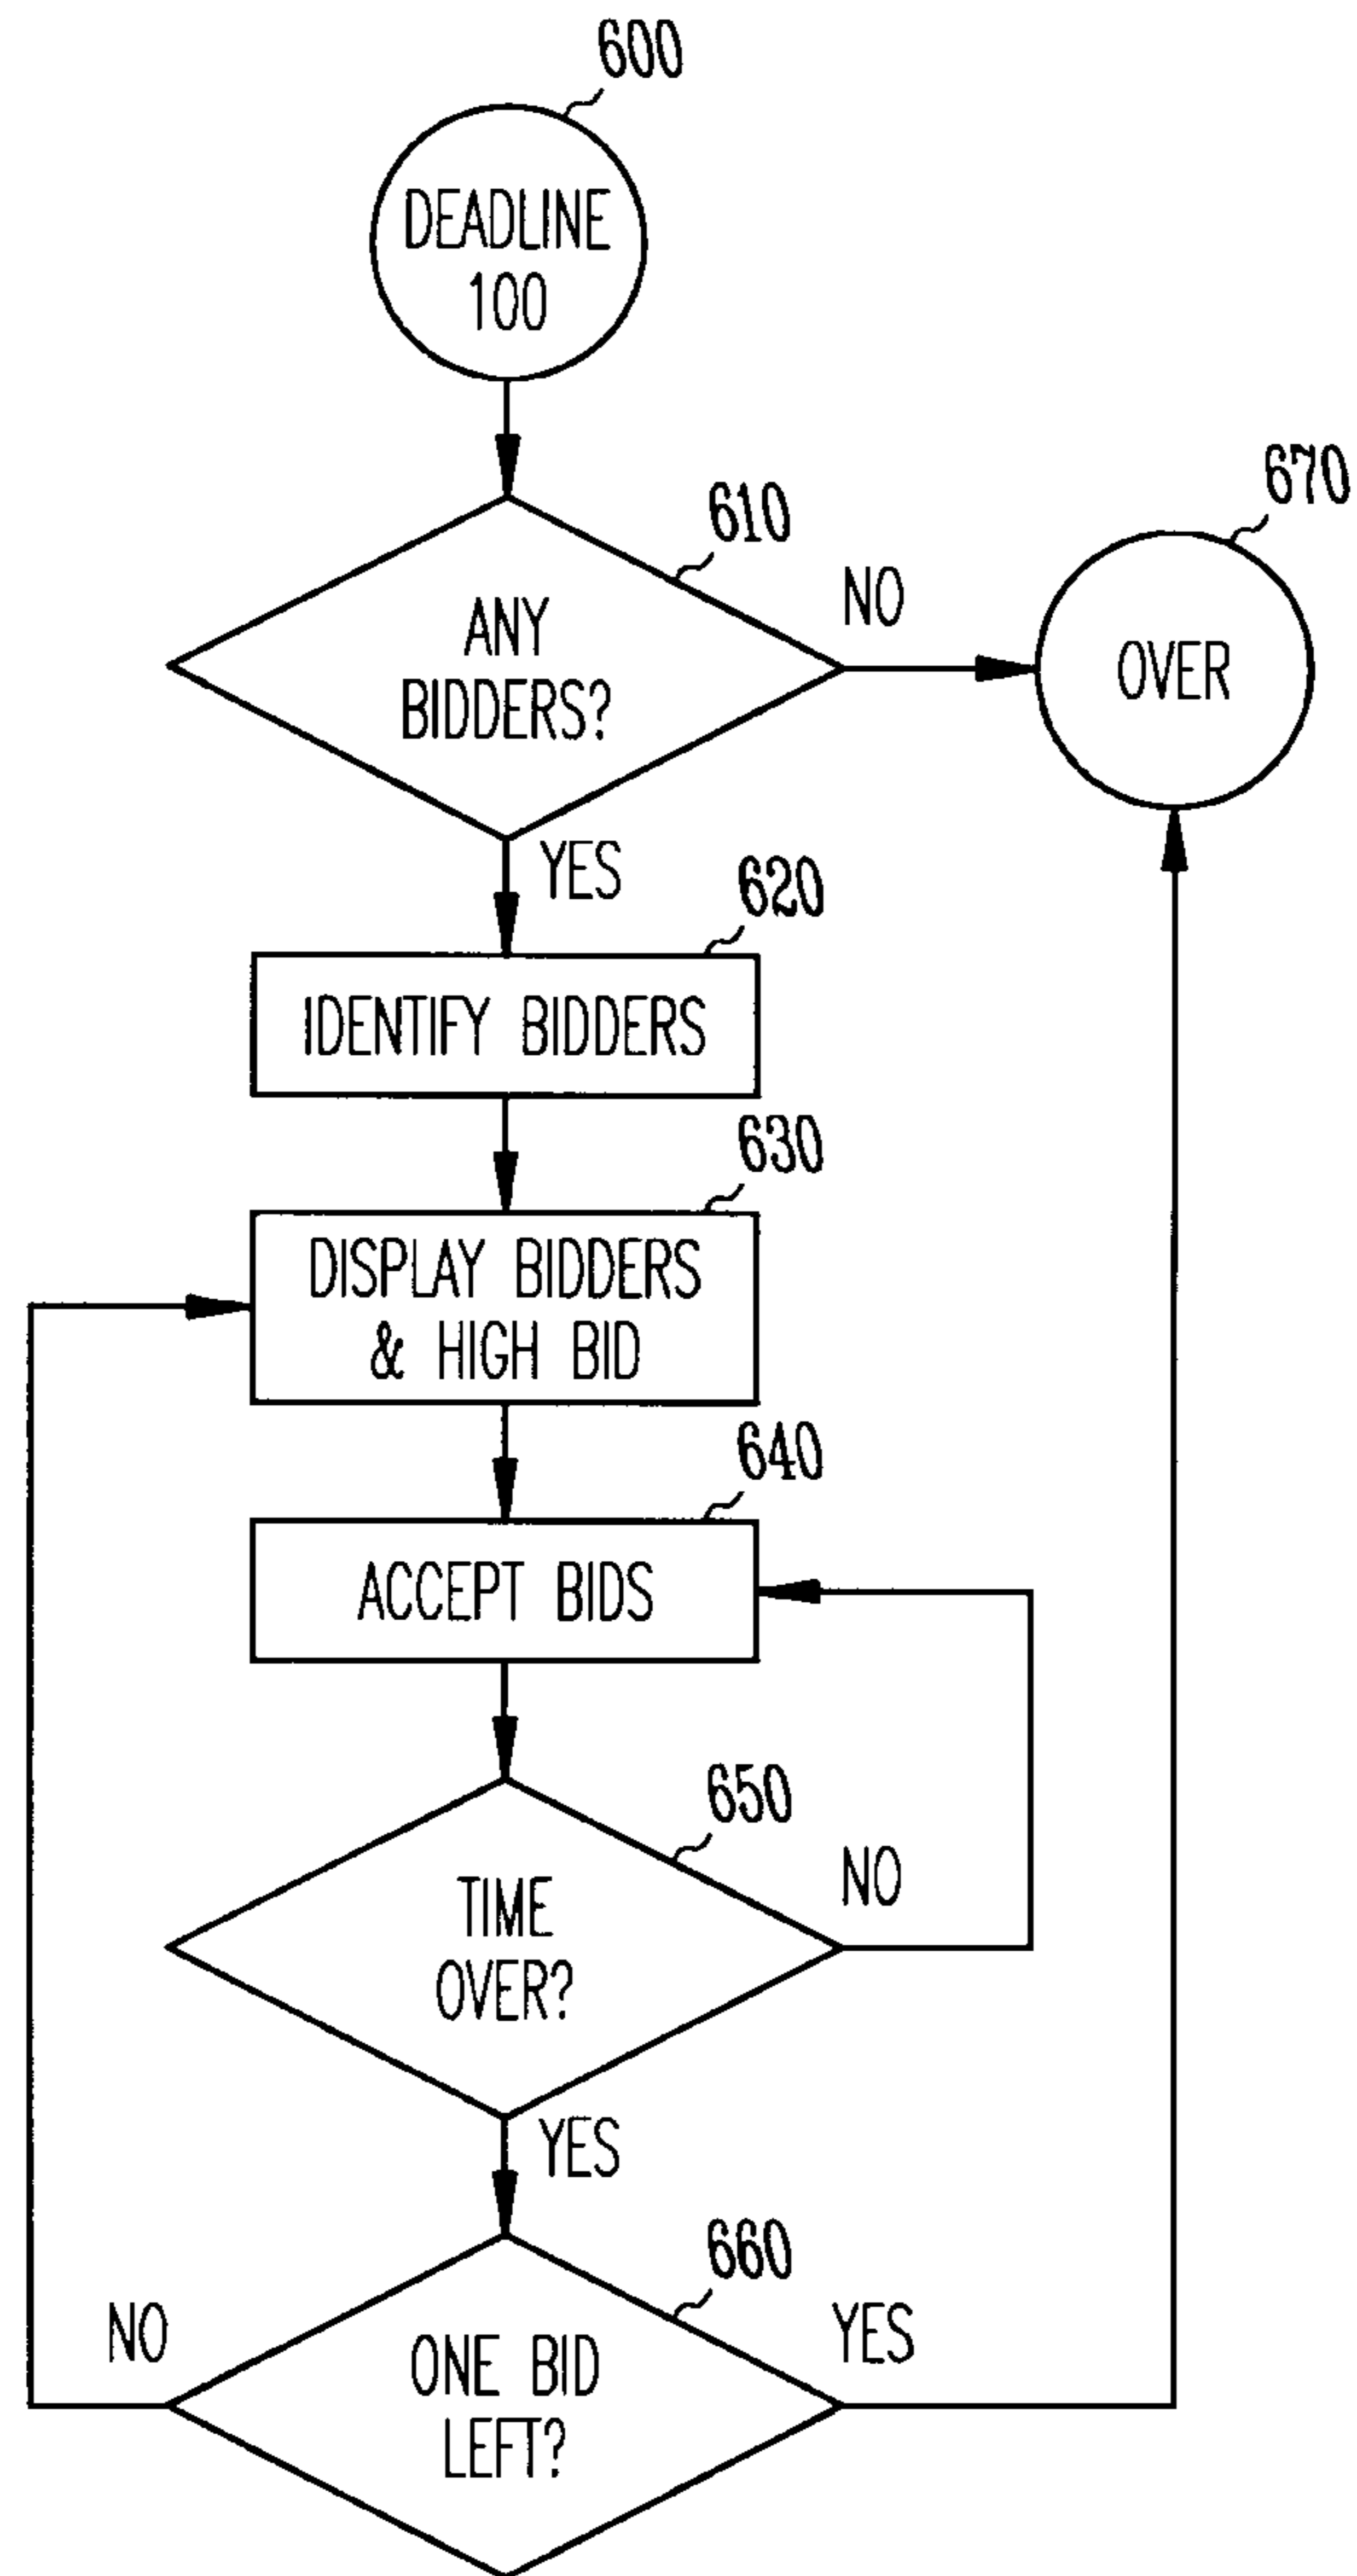 600
DEADLINE
100
610
ANY
BIDDERS?
NO
670
OVER
YES
620
IDENTIFY BIDDERS
630
DISPLAY BIDDERS
& HIGH BID
640
ACCEPT BIDS
650
TIME
OVER?
NO
YES
660
NO
ONE BID
LEFT?
YES